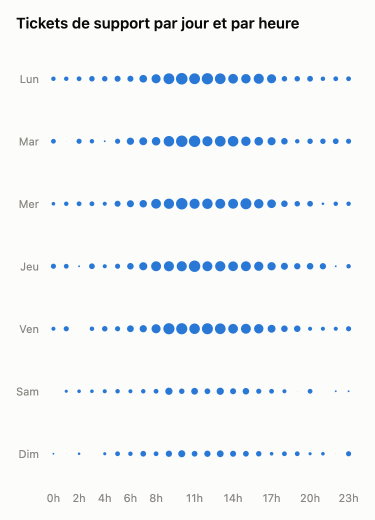 Tickets de support par jour et par heure
Lun
Mar
Mer
Jeu
Ven
Sam
Dim
0h 2h 4h 6h 8h 11h 14h 17h 20h 23h